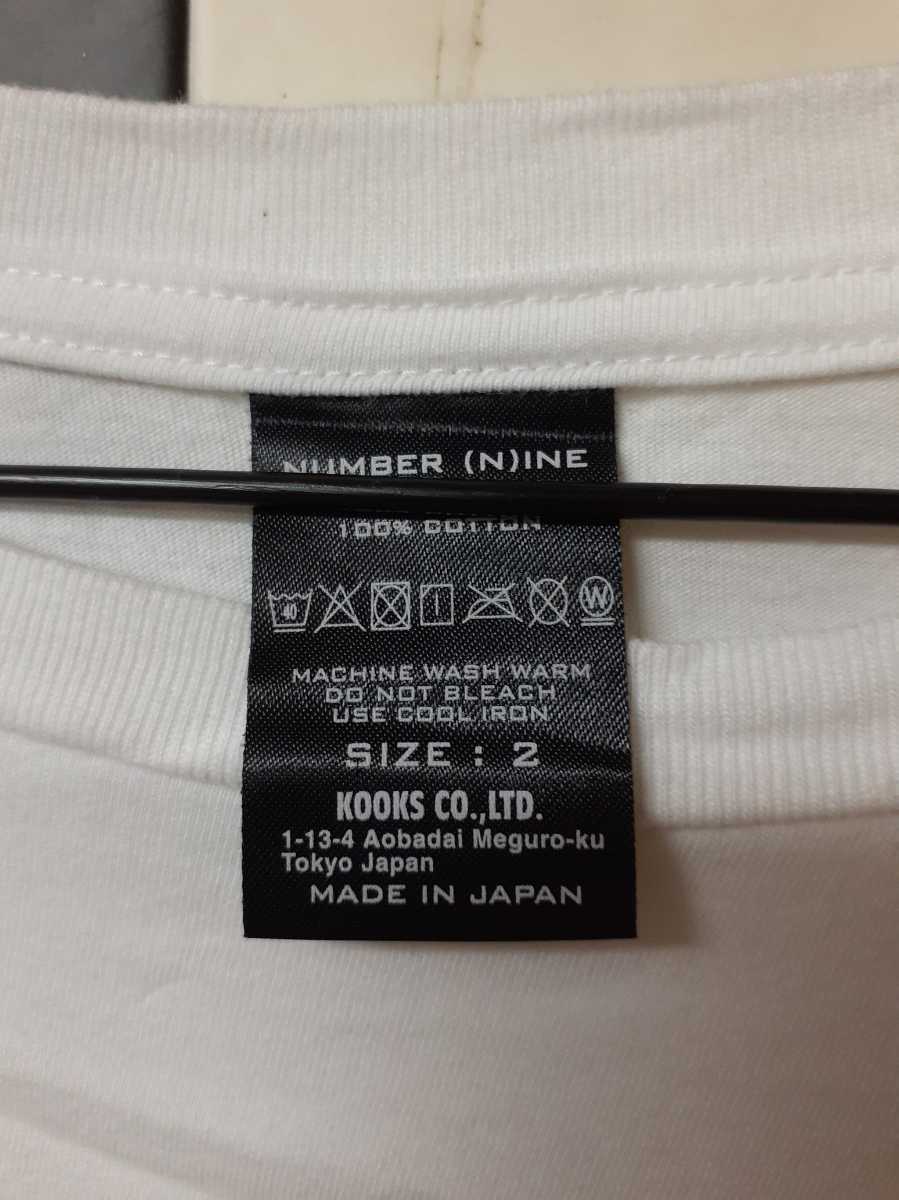 NUMBER (N)INE
100% COTTON
40 W
MACHINE WASH WARM
DO NOT BLEACH
USE COOL IRON
SIZE : 2
KOOKS CO.,LTD.
1-13-4 Aobadai Meguro-ku
Tokyo Japan
MADE IN JAPAN